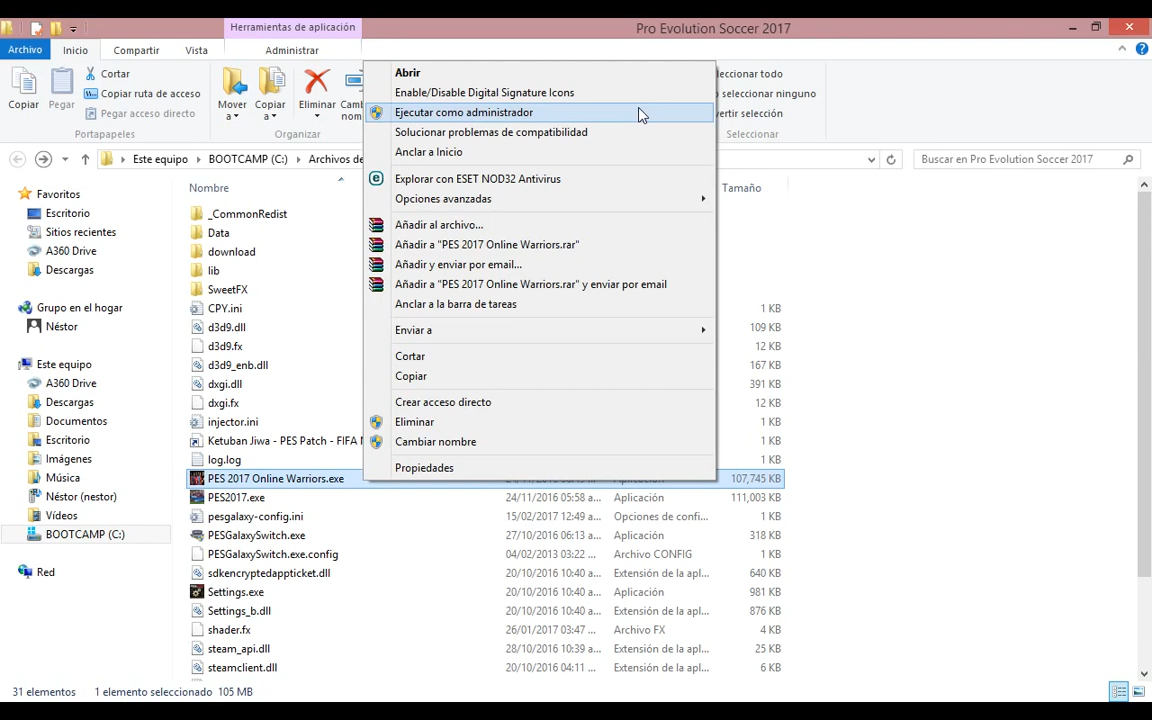 Herramientas de aplicación
Pro Evolution Soccer 2017
Archivo
Inicio
Compartir
Vista
Administrar
Copiar
Pegar
Cortar
Copiar ruta de acceso
Pegar acceso directo
Portapapeles
Mover a
Copiar a
Eliminar
Organizar
Seleccionar
Este equipo
BOOTCAMP (C:)
Buscar en Pro Evolution Soccer 2017
Abrir
Enable/Disable Digital Signature Icons
Ejecutar como administrador
Solucionar problemas de compatibilidad
Anclar a Inicio
Explorar con ESET NOD32 Antivirus
Opciones avanzadas
Añadir al archivo...
Añadir a "PES 2017 Online Warriors.rar"
Añadir y enviar por email...
Añadir a "PES 2017 Online Warriors.rar" y enviar por email
Anclar a la barra de tareas
Enviar a
Cortar
Copiar
Crear acceso directo
Eliminar
Cambiar nombre
Propiedades
Favoritos
Escritorio
Sitios recientes
A360 Drive
Descargas
Grupo en el hogar
Néstor
Este equipo
A360 Drive
Descargas
Documentos
Escritorio
Imágenes
Música
Néstor (nestor)
Vídeos
BOOTCAMP (C:)
Red
Nombre
Tamaño
_CommonRedist
Data
download
lib
SweetFX
CPY.ini 1 KB
d3d9.dll 109 KB
d3d9.fx 12 KB
d3d9_enb.dll 167 KB
dxgi.dll 391 KB
dxgi.fx 12 KB
injector.ini 1 KB
Ketuban Jiwa - PES Patch - FIFA 1 KB
log.log 1 KB
PES 2017 Online Warriors.exe 107,745 KB
PES2017.exe 24/11/2016 05:58 a... Aplicación 111,003 KB
pesgalaxy-config.ini 15/02/2017 12:49 a... Opciones de confi... 1 KB
PESGalaxySwitch.exe 27/10/2016 06:13 a... Aplicación 318 KB
PESGalaxySwitch.exe.config 04/02/2013 03:22 ... Archivo CONFIG 1 KB
sdkencryptedappticket.dll 20/10/2016 10:40 a... Extensión de la apl... 640 KB
Settings.exe 20/10/2016 10:40 a... Aplicación 981 KB
Settings_b.dll 20/10/2016 10:40 a... Extensión de la apl... 876 KB
shader.fx 26/01/2017 03:47 ... Archivo FX 4 KB
steam_api.dll 28/10/2016 10:39 a... Extensión de la apl... 25 KB
steamclient.dll 20/10/2016 04:11 ... Extensión de la apl... 6 KB
31 elementos
1 elemento seleccionado 105 MB